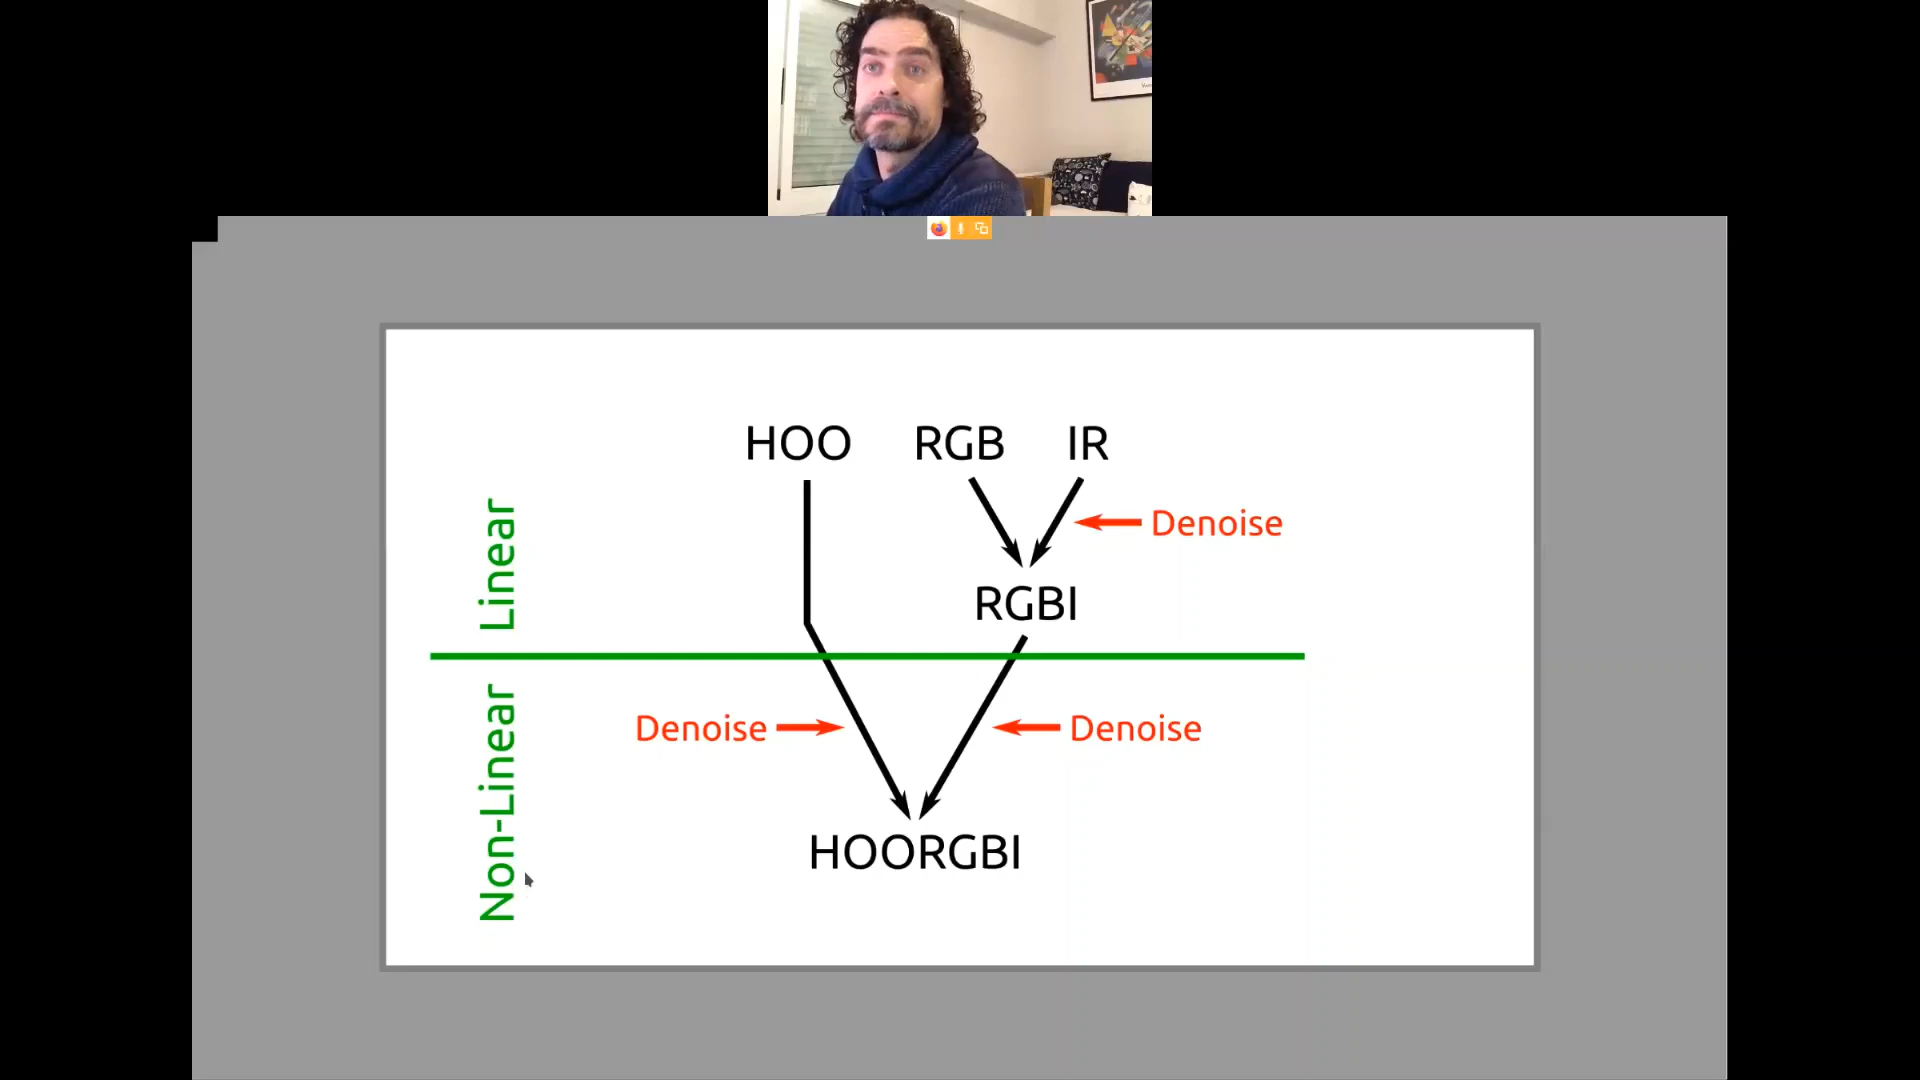 HOO RGB IR
Denoise
RGBI
Linear
Denoise
Denoise
Non-Linear
HOORGBI